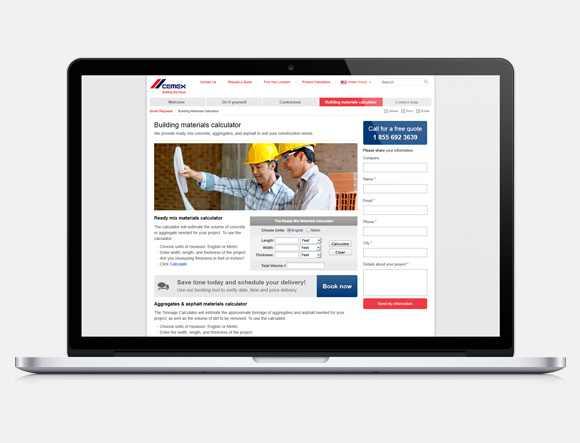 CEMEX
Building the future
Contact Us
Request a Quote
Find Your Location
Product Calculators
United States
Search
Welcome
Do it yourself
Contractors
Building materials calculator
Contact map
Quote Requests
Building Materials Calculator
Share
Print
Email
Building materials calculator
We provide ready mix concrete, aggregates, and asphalt to suit your construction needs.
Call for a free quote
1 855 692 3639
Please share your information
Company
Name *
Email *
Phone *
City *
Details about your project *
Send my information
Ready mix materials calculator
The calculator will estimate the volume of concrete
or aggregate needed for your project. To use the
calculator:
- Choose units of measure: English or Metric
- Enter the width, length, and thickness of the project
- Are you measuring thickness in feet or inches?
- Click Calculate
The Ready Mix Materials Calculator
Choose Units: English Metric
Length: Feet
Width: Feet
Thickness: Feet
Calculate
Clear
Total Volume =
Save time today and schedule your delivery!
Use our booking tool to verify date, time and price delivery.
Book now
Aggregates & asphalt materials calculator
The Tonnage Calculator will estimate the approximate tonnage of aggregates and asphalt needed for your
project, as well as the volume of dirt to be removed. To use the calculator:
- Choose units of measure: English or Metric
- Enter the width, length, and thickness of the project